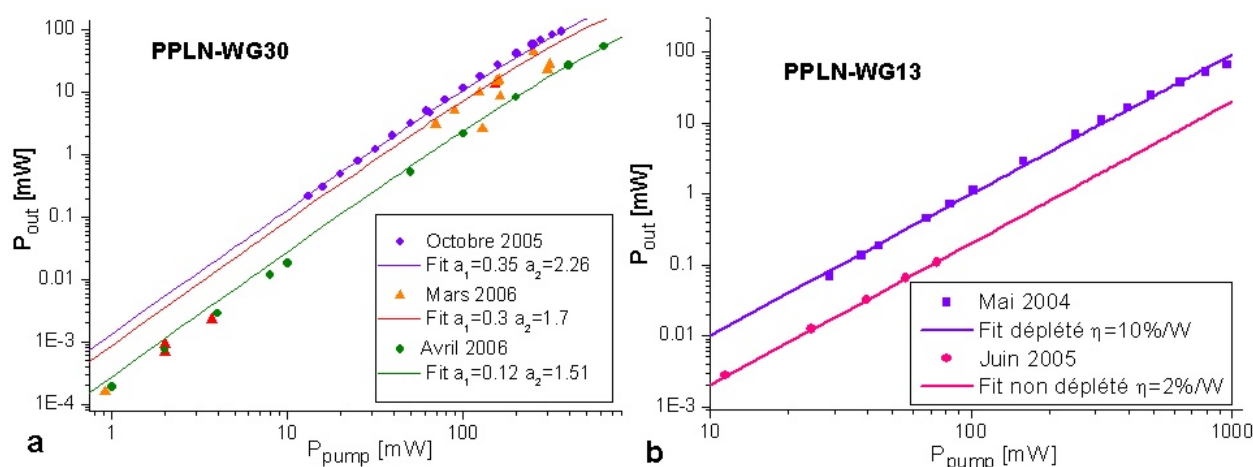 PPLN-WG30
100
10
1
0.1
0.01
1E-3
1E-4
P_out [mW]
Octobre 2005
Fit a₁=0.35 a₂=2.26
Mars 2006
Fit a₁=0.3 a₂=1.7
Avril 2006
Fit a₁=0.12 a₂=1.51
1 10 100
P_pump [mW]
a
PPLN-WG13
100
10
1
0.1
0.01
1E-3
P_out [mW]
Mai 2004
Fit déplété η=10%/W
Juin 2005
Fit non déplété η=2%/W
10 100 1000
P_pump [mW]
b